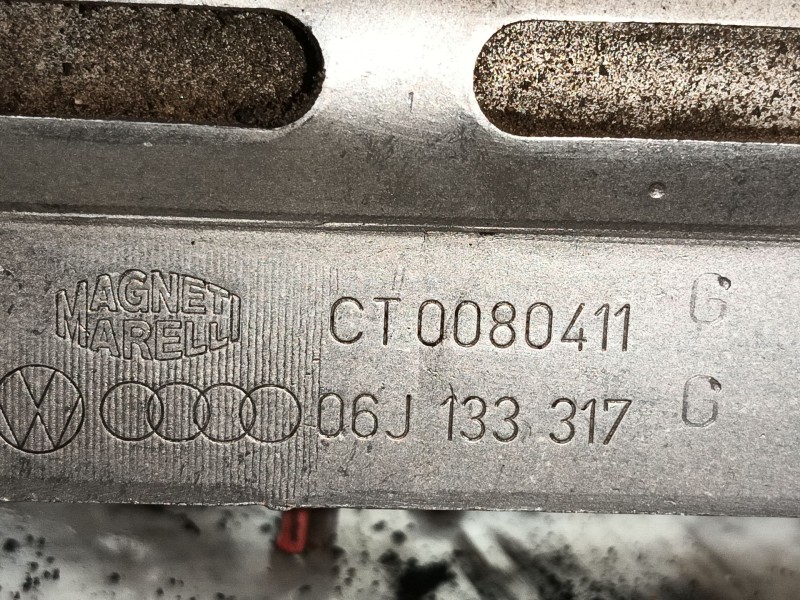 MAGNETI
MARELLI
CT 0080411 G
06J 133 317 G